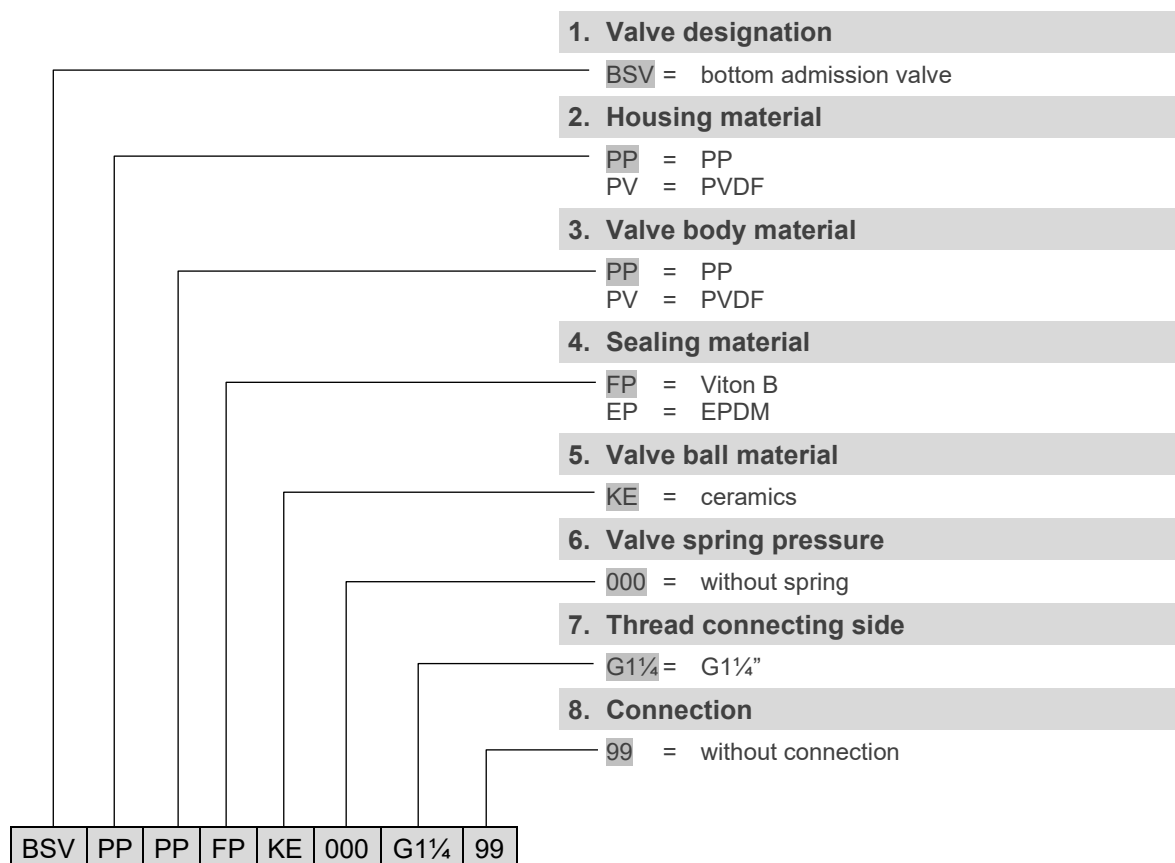 1. Valve designation
BSV = bottom admission valve
2. Housing material
PP = PP
PV = PVDF
3. Valve body material
PP = PP
PV = PVDF
4. Sealing material
FP = Viton B
EP = EPDM
5. Valve ball material
KE = ceramics
6. Valve spring pressure
000 = without spring
7. Thread connecting side
G1¼ = G1¼”
8. Connection
99 = without connection
BSV PP PP FP KE 000 G1¼ 99